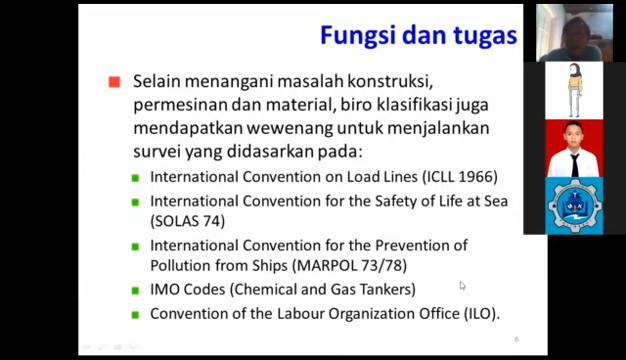 Fungsi dan tugas
Selain menangani masalah konstruksi,
permesinan dan material, biro klasifikasi juga
mendapatkan wewenang untuk menjalankan
survei yang didasarkan pada:
International Convention on Load Lines (ICLL 1966)
International Convention for the Safety of Life at Sea
(SOLAS 74)
International Convention for the Prevention of
Pollution from Ships (MARPOL 73/78)
IMO Codes (Chemical and Gas Tankers)
Convention of the Labour Organization Office (ILO).
6